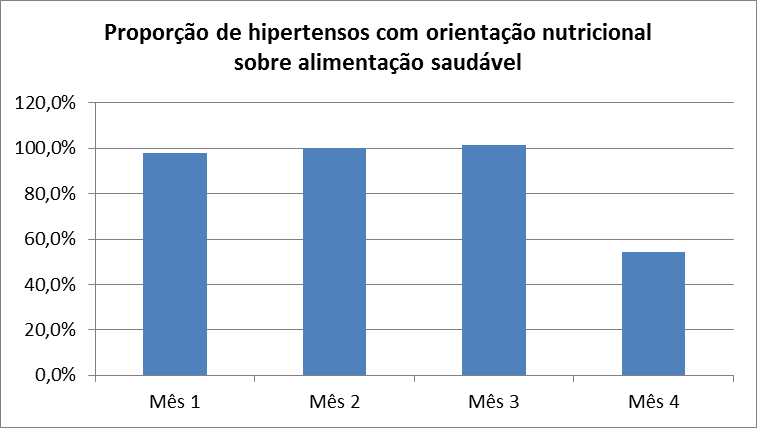 Proporção de hipertensos com orientação nutricional
sobre alimentação saudável
120,0%
100,0%
80,0%
60,0%
40,0%
20,0%
0,0%
Mês 1
Mês 2
Mês 3
Mês 4